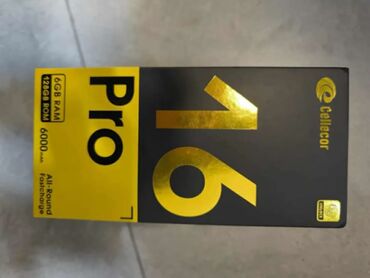 Cellecor
16
Pro
6GB RAM
128GB ROM
6000mAh
All-Round
Fastcharge